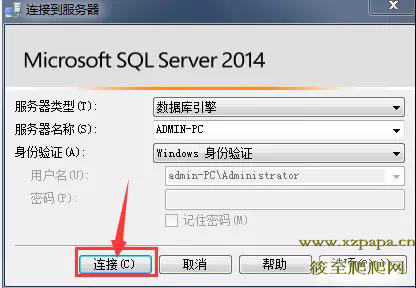 连接到服务器
Microsoft SQL Server 2014
服务器类型(T): 数据库引擎
服务器名称(S): ADMIN-PC
身份验证(A): Windows 身份验证
用户名(U): admin-PC\Administrator
密码(P):
记住密码(M)
www.xzpapa.cn
连接(C) 取消 帮助
筱至爬爬网